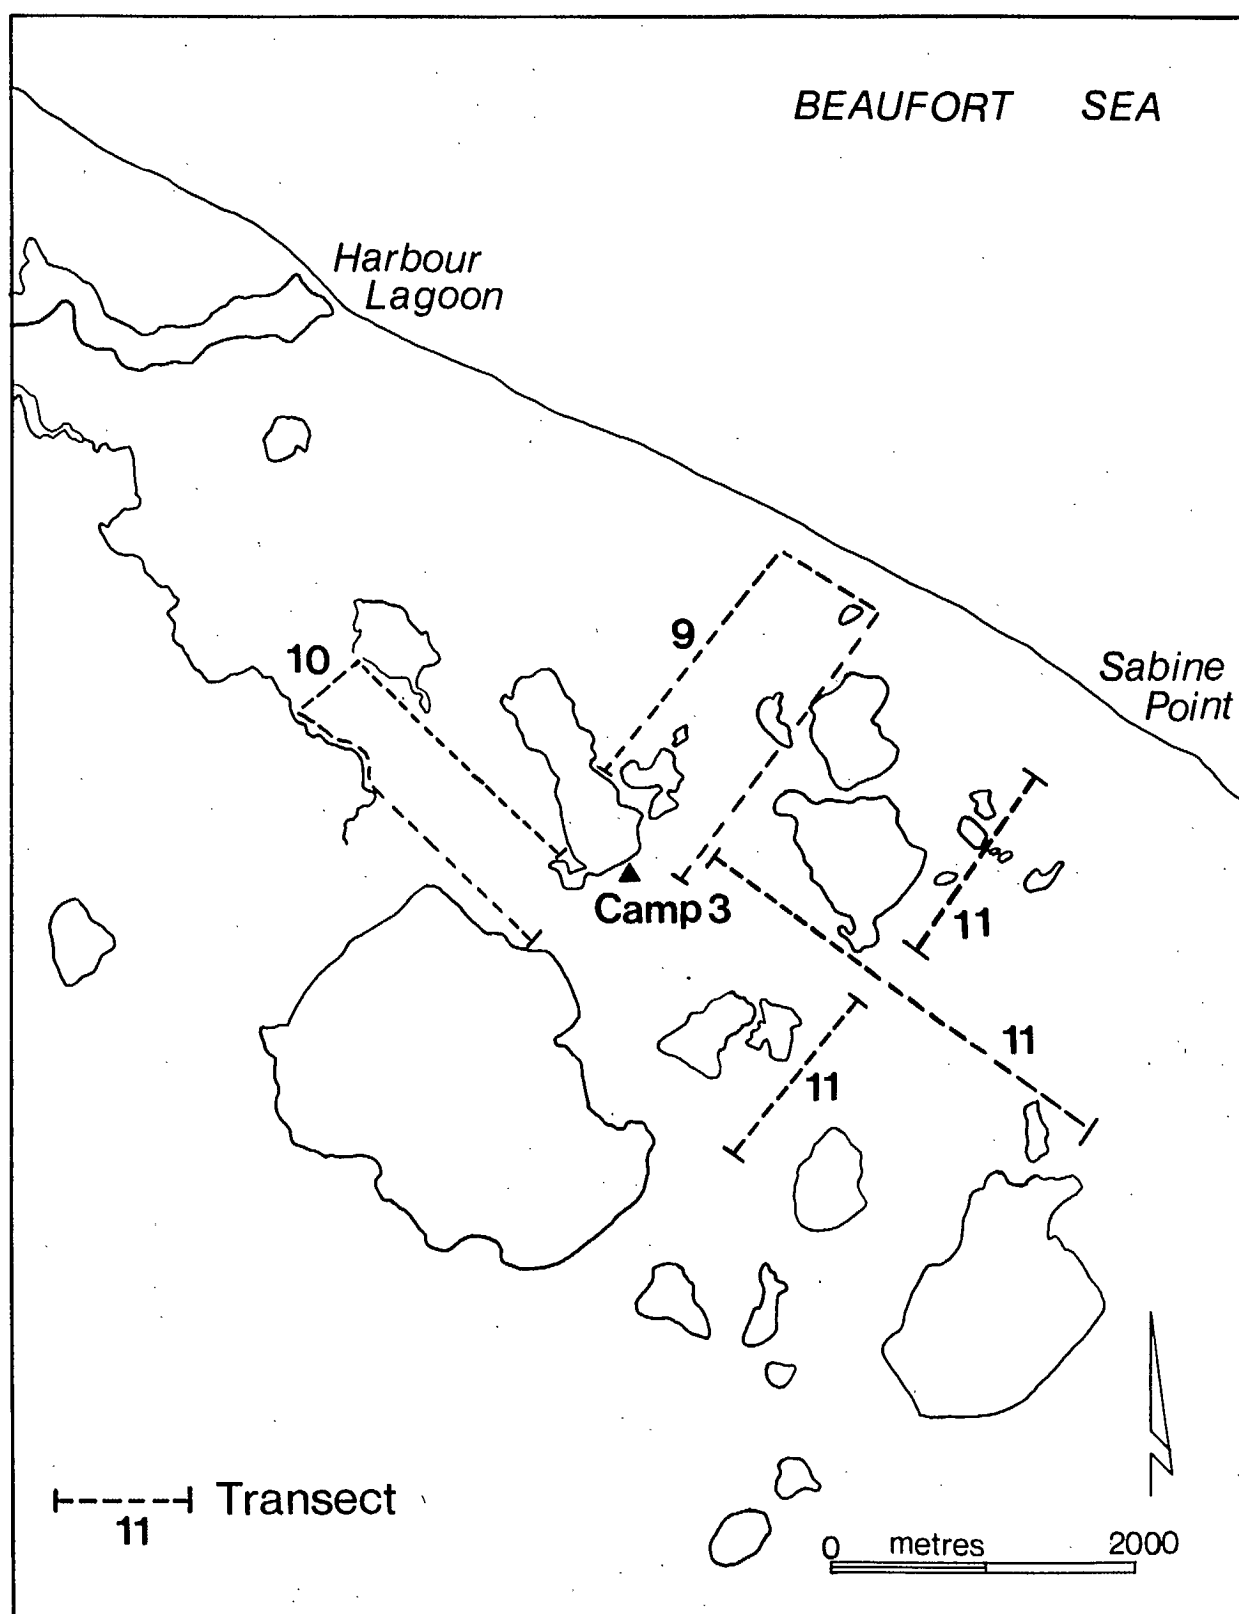 BEAUFORT SEA
Harbour
Lagoon
9
10
Sabine
Point
Camp 3
11
11
11
Transect
11
0 metres 2000